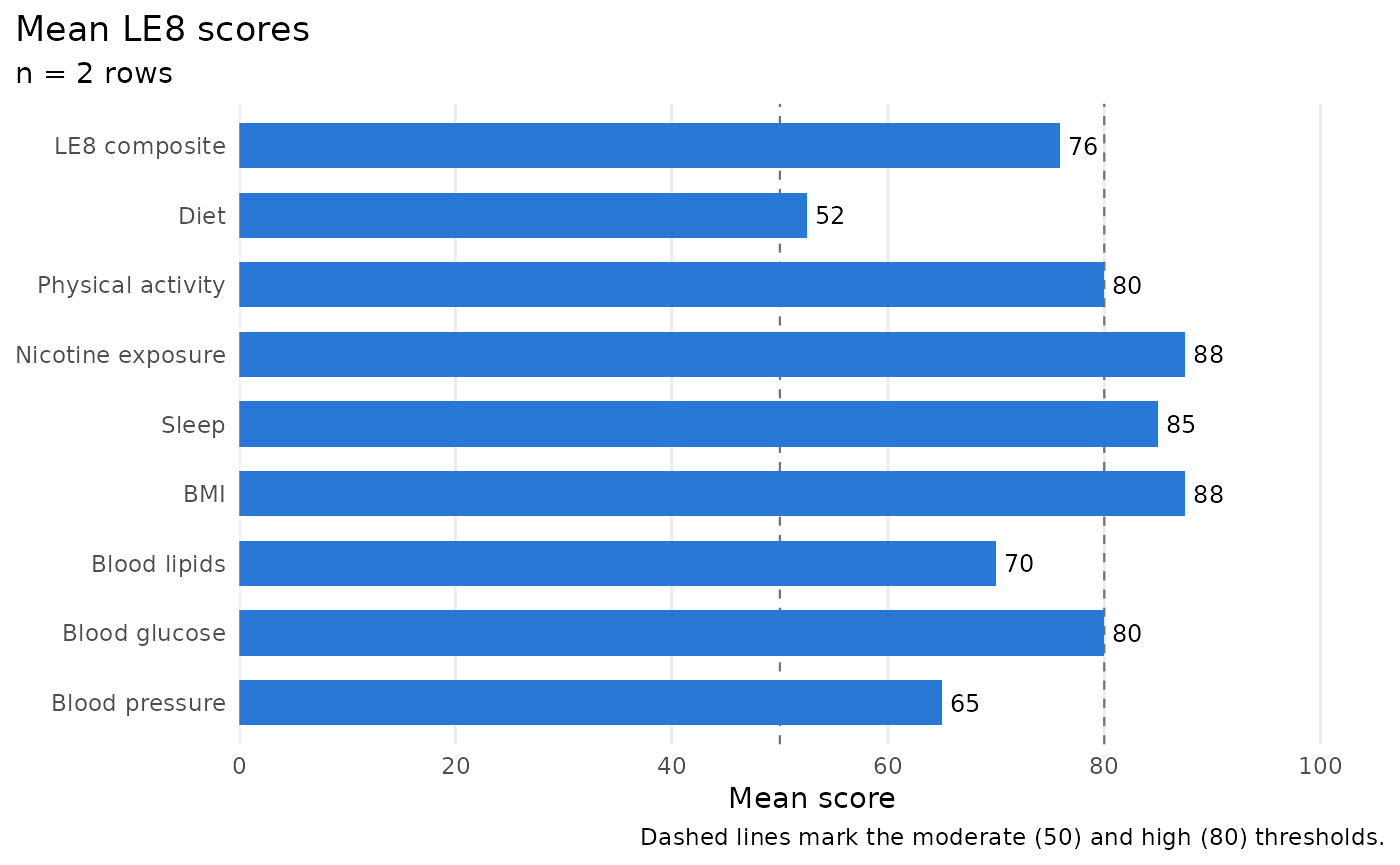 Mean LE8 scores
n = 2 rows
LE8 composite 76
Diet 52
Physical activity 80
Nicotine exposure 88
Sleep 85
BMI 88
Blood lipids 70
Blood glucose 80
Blood pressure 65
0 20 40 60 80 100
Mean score
Dashed lines mark the moderate (50) and high (80) thresholds.